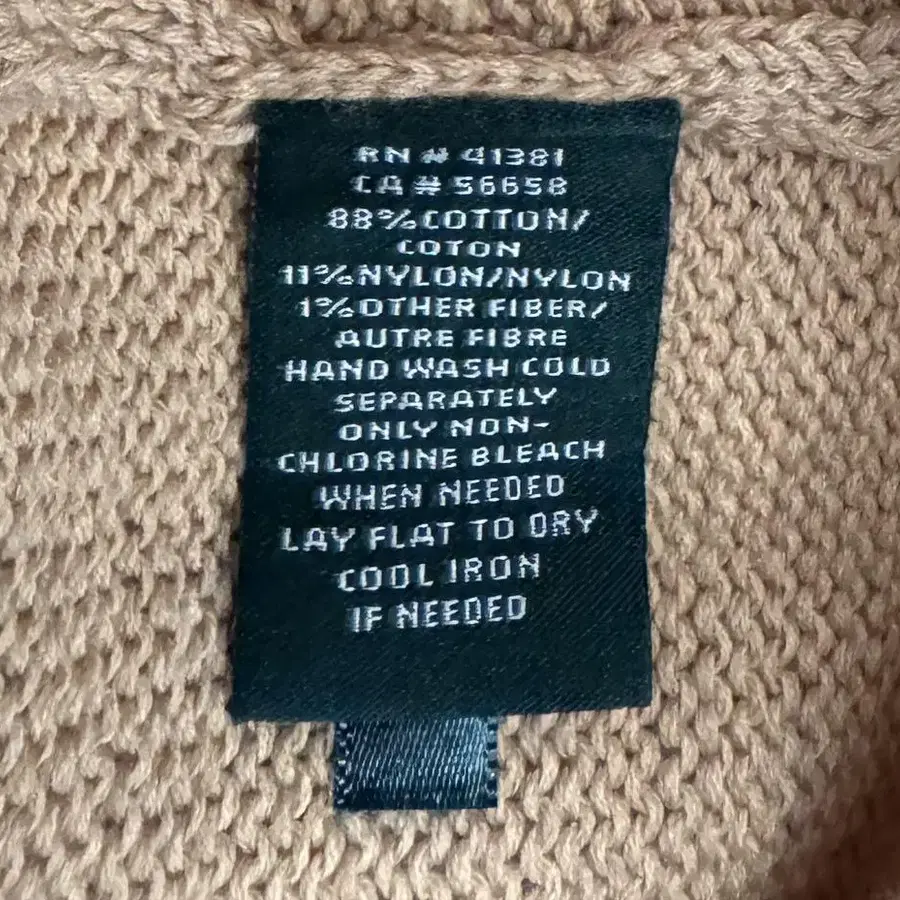 RN # 41381
CA # 56658
88% COTTON/
COTON
11% NYLON/NYLON
1% OTHER FIBER/
AUTRE FIBRE
HAND WASH COLD
SEPARATELY
ONLY NON-
CHLORINE BLEACH
WHEN NEEDED
LAY FLAT TO DRY
COOL IRON
IF NEEDED